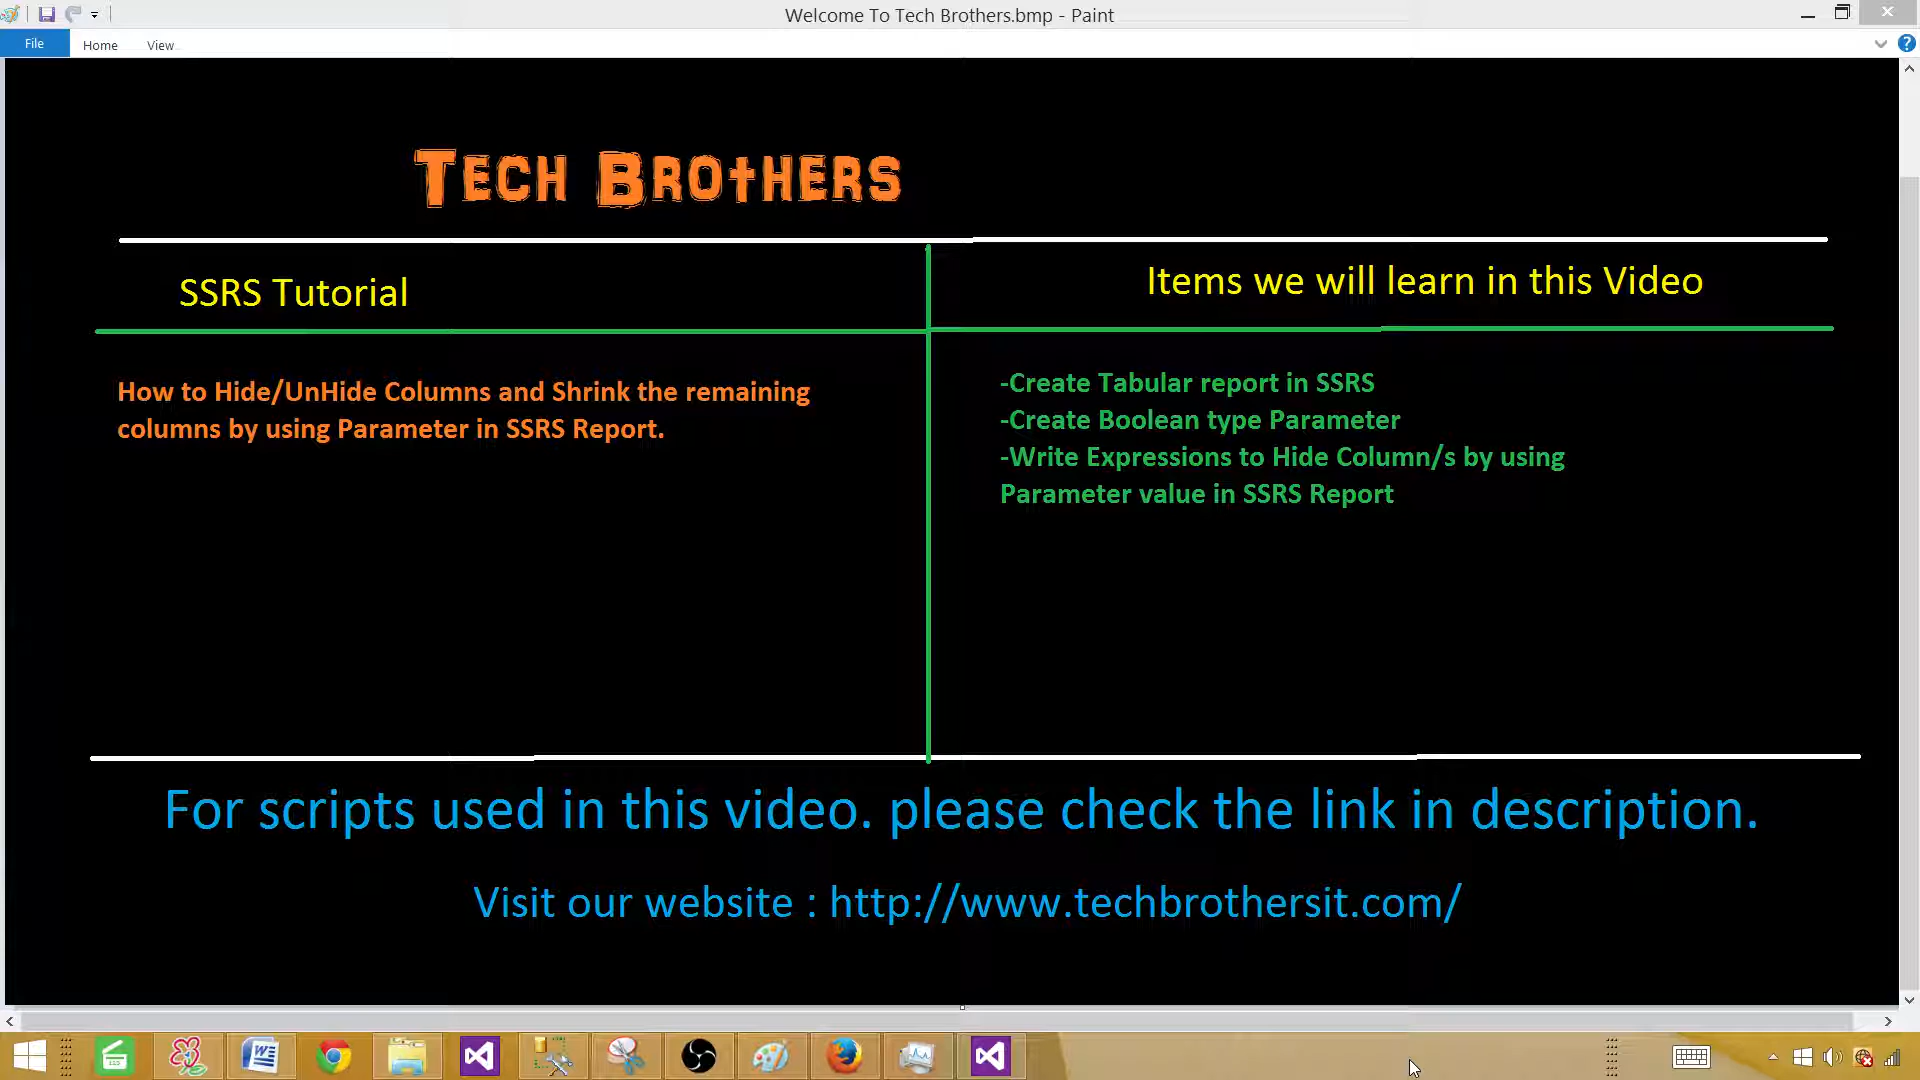 Welcome To Tech Brothers.bmp - Paint
File Home View
Tech Brothers
SSRS Tutorial
Items we will learn in this Video
How to Hide/UnHide Columns and Shrink the remaining
columns by using Parameter in SSRS Report.
-Create Tabular report in SSRS
-Create Boolean type Parameter
-Write Expressions to Hide Column/s by using
Parameter value in SSRS Report
For scripts used in this video. please check the link in description.
Visit our website : http://www.techbrothersit.com/